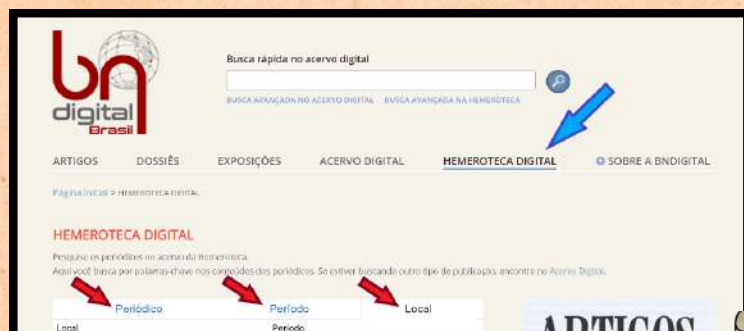 bn
digital
Brasil
Busca rápida no acervo digital
BUSCA AVANÇADA NO ACERVO DIGITAL BUSCA AVANÇADA NA HEMEROTECA
ARTIGOS DOSSIÊS EXPOSIÇÕES ACERVO DIGITAL HEMEROTECA DIGITAL SOBRE A BNDIGITAL
Página Inicial > HEMEROTECA DIGITAL
HEMEROTECA DIGITAL
Pesquise os periódicos no acervo da Hemeroteca.
Aqui você busca por palavras-chave nos conteúdos dos periódicos. Se estiver buscando outro tipo de publicação, encontre no Acervo Digital.
Periódico Período Local
Local Período
ARTIGOS